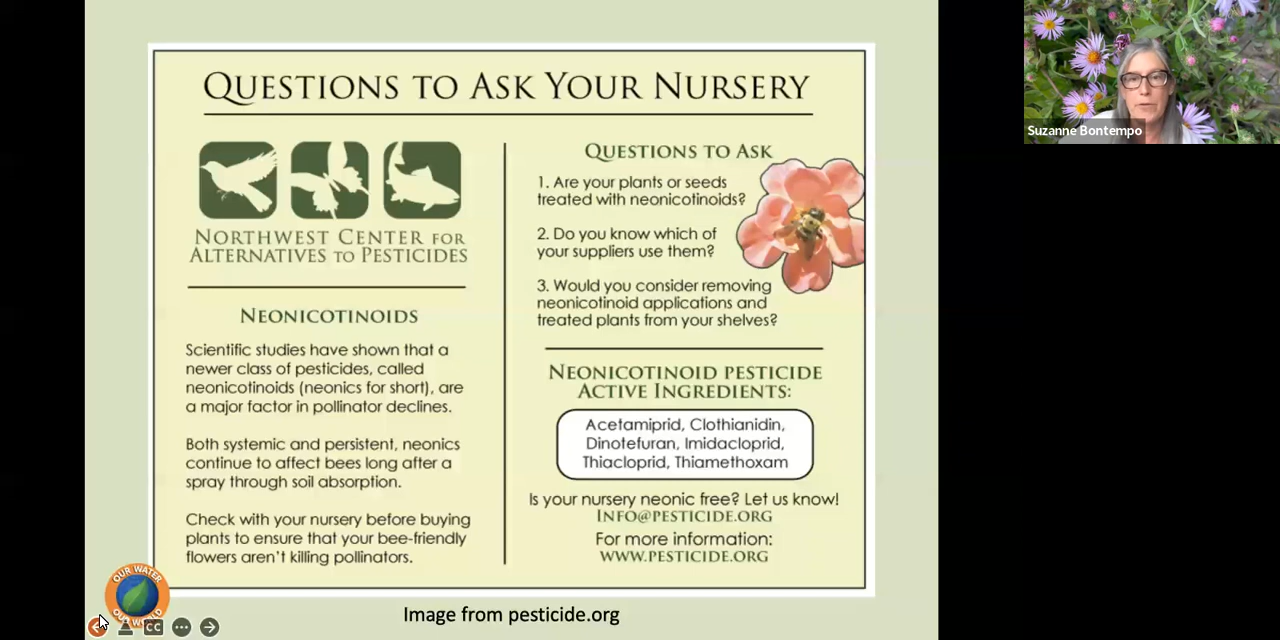 QUESTIONS TO ASK YOUR NURSERY
NORTHWEST CENTER FOR
ALTERNATIVES TO PESTICIDES
NEONICOTINOIDS
Scientific studies have shown that a
newer class of pesticides, called
neonicotinoids (neonics for short), are
a major factor in pollinator declines.
Both systemic and persistent, neonics
continue to affect bees long after a
spray through soil absorption.
Check with your nursery before buying
plants to ensure that your bee-friendly
flowers aren't killing pollinators.
QUESTIONS TO ASK
1. Are your plants or seeds
treated with neonicotinoids?
2. Do you know which of
your suppliers use them?
3. Would you consider removing
neonicotinoid applications and
treated plants from your shelves?
NEONICOTINOID PESTICIDE
ACTIVE INGREDIENTS:
Acetamiprid, Clothianidin,
Dinotefuran, Imidacloprid,
Thiacloprid, Thiamethoxam
Is your nursery neonic free? Let us know!
INFO@PESTICIDE.ORG
For more information:
WWW.PESTICIDE.ORG
OUR WATER
OUR WORLD
CC
Image from pesticide.org
Suzanne Bontempo